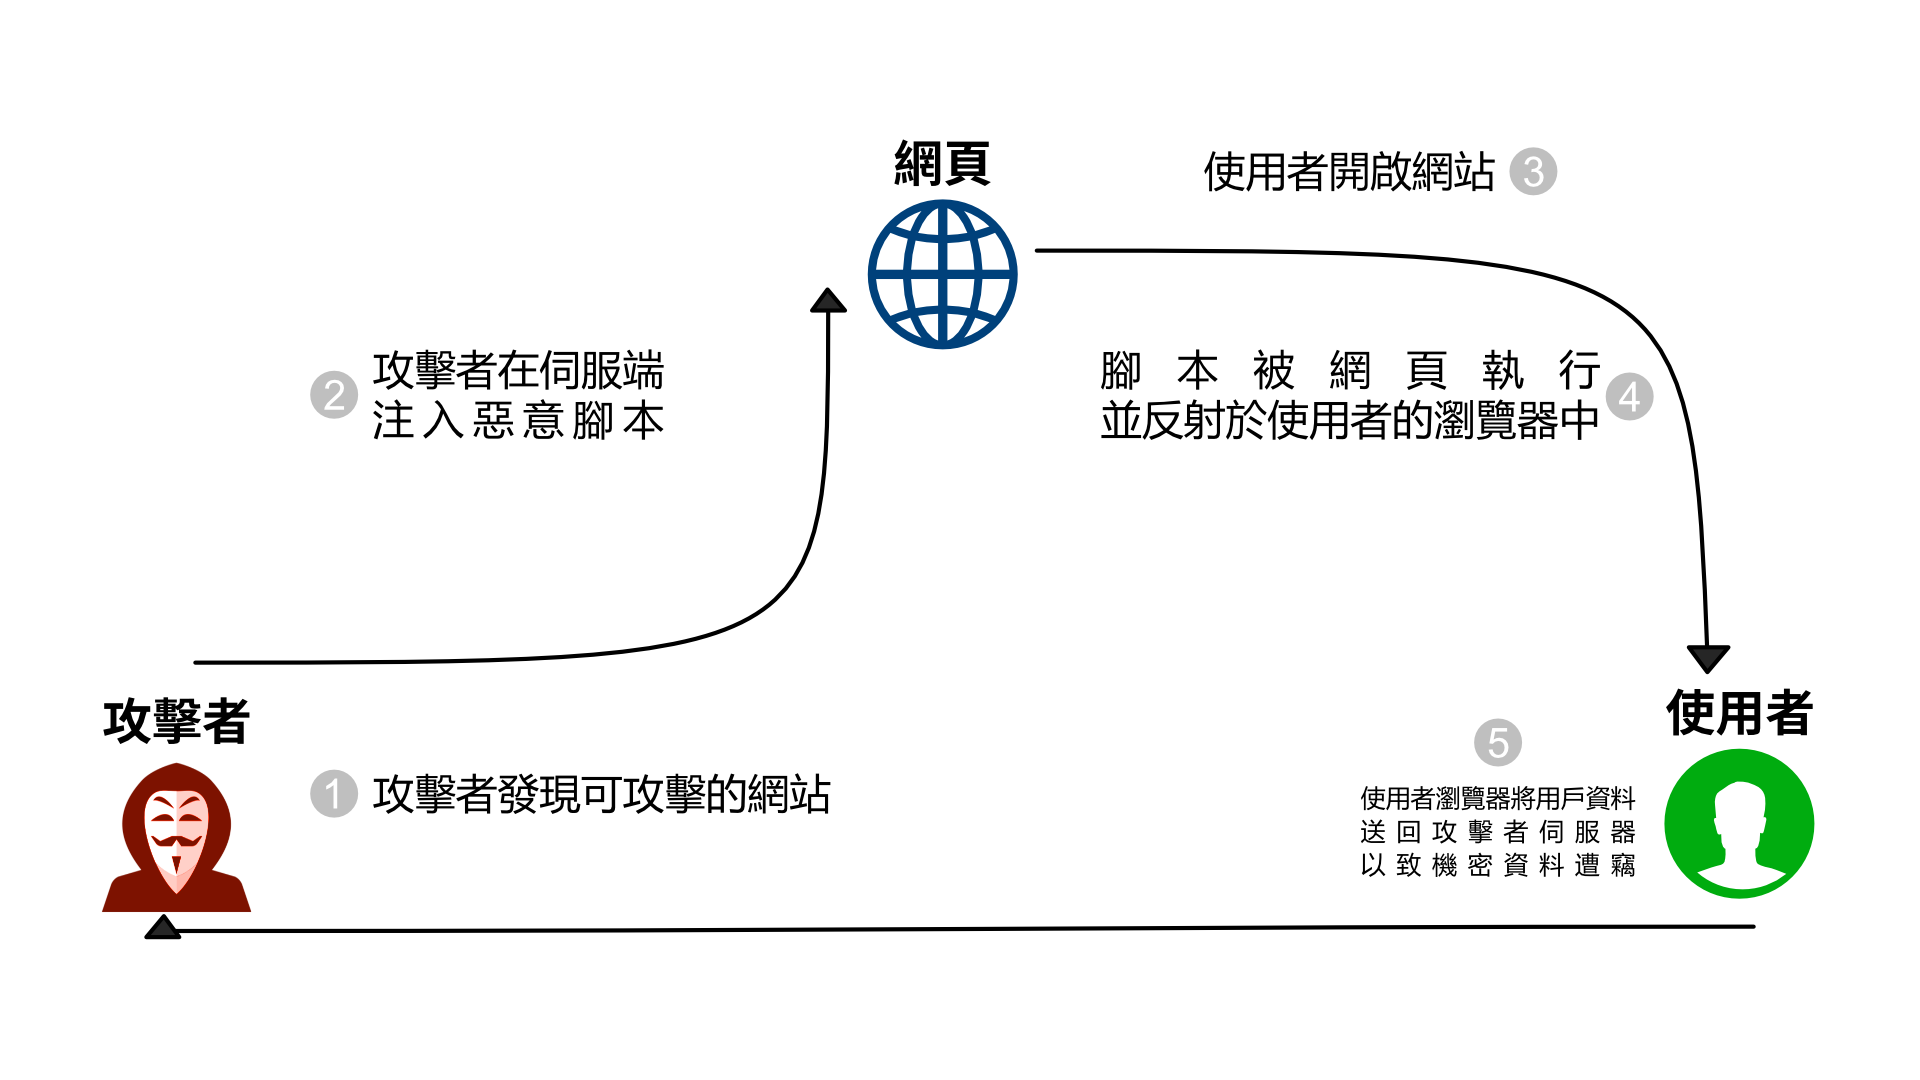 網頁
使用者開啟網站 3
2 攻擊者在伺服端
注入惡意腳本
腳本被網頁執行 4
並反射於使用者的瀏覽器中
攻擊者
1 攻擊者發現可攻擊的網站
使用者
5
使用者瀏覽器將用戶資料
送回攻擊者伺服器
以致機密資料遭竊